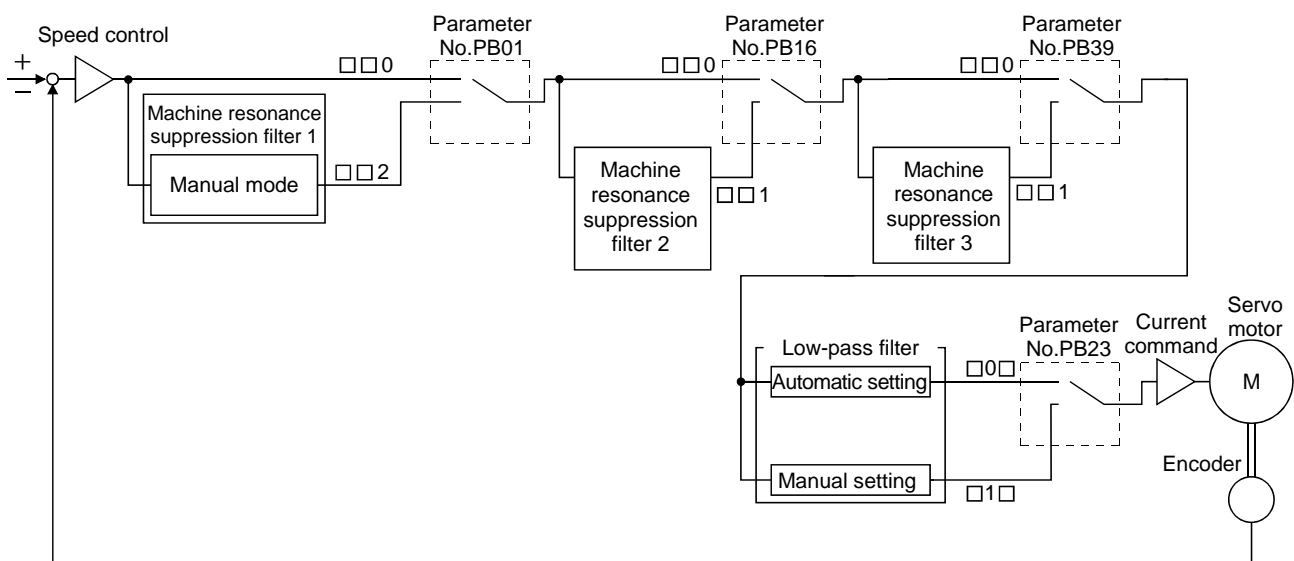 Speed control
+
−
□□0
Machine resonance
suppression filter 1
Manual mode
□□2
Parameter
No.PB01
□□0
Machine
resonance
suppression
filter 2
□□1
Parameter
No.PB16
□□0
Machine
resonance
suppression
filter 3
□□1
Parameter
No.PB39
Low-pass filter
Automatic setting
□0□
Manual setting
□1□
Parameter
No.PB23
Current
command
Servo
motor
M
Encoder